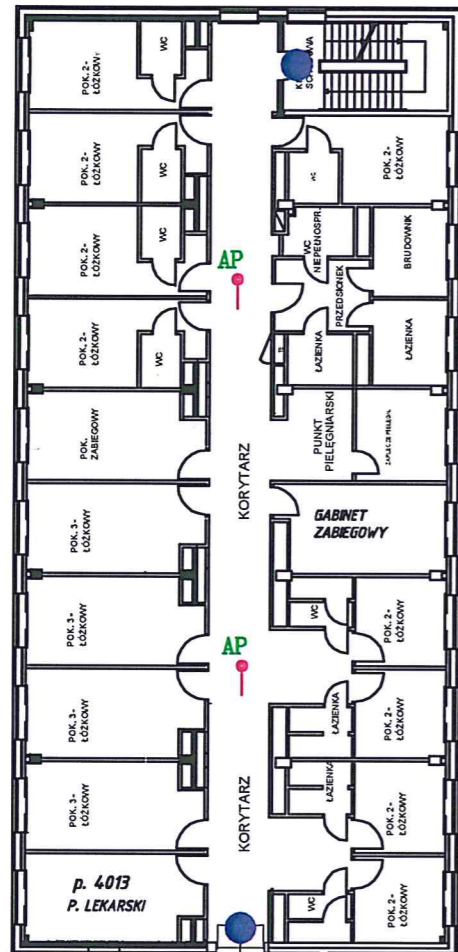 POK. 2-
ŁÓŻKOWY
WC
K
SC OWA
POK. 2-
ŁÓŻKOWY
WC
WC
POK. 2-
ŁÓŻKOWY
POK. 2-
ŁÓŻKOWY
WC
AP
WC
NIEPEŁNOSPR.
PRZEDSIONEK
BRUDOWNIK
POK. 2-
ŁÓŻKOWY
WC
ŁAZIENKA
ŁAZIENKA
POK.
ZABIEGOWY
KORYTARZ
PUNKT
PIELĘGNIARSKI
POK. 3-
ŁÓŻKOWY
GABINET
ZABIEGOWY
POK. 3-
ŁÓŻKOWY
WC
POK. 2-
ŁÓŻKOWY
AP
POK. 3-
ŁÓŻKOWY
ŁAZIENKA
POK. 2-
ŁÓŻKOWY
POK. 3-
ŁÓŻKOWY
KORYTARZ
ŁAZIENKA
POK. 2-
ŁÓŻKOWY
p. 4013
P. LEKARSKI
WC
POK. 2-
ŁÓŻKOWY